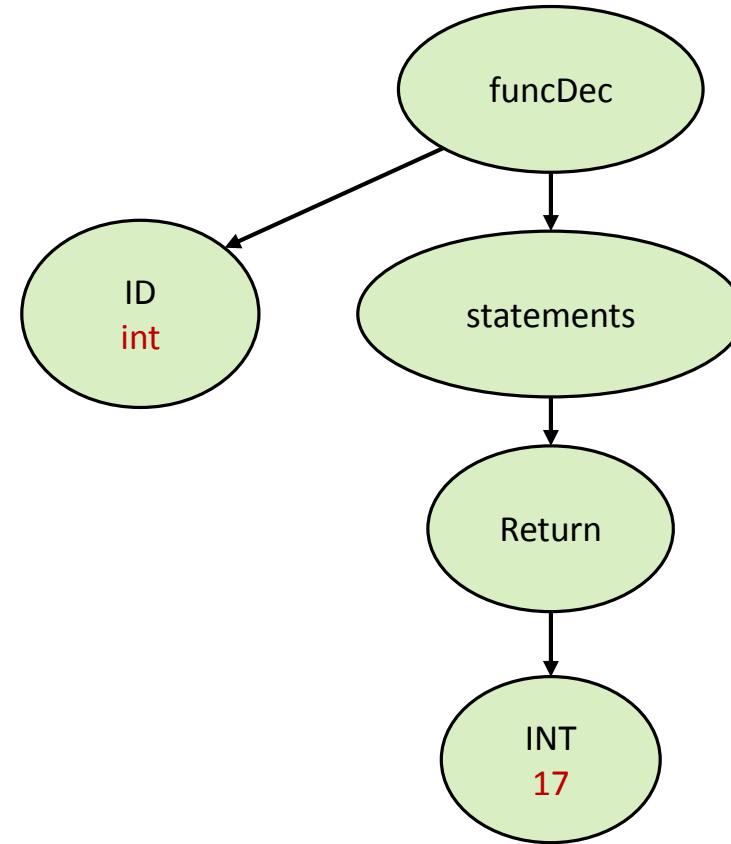 funcDec
ID
int
statements
Return
INT
17